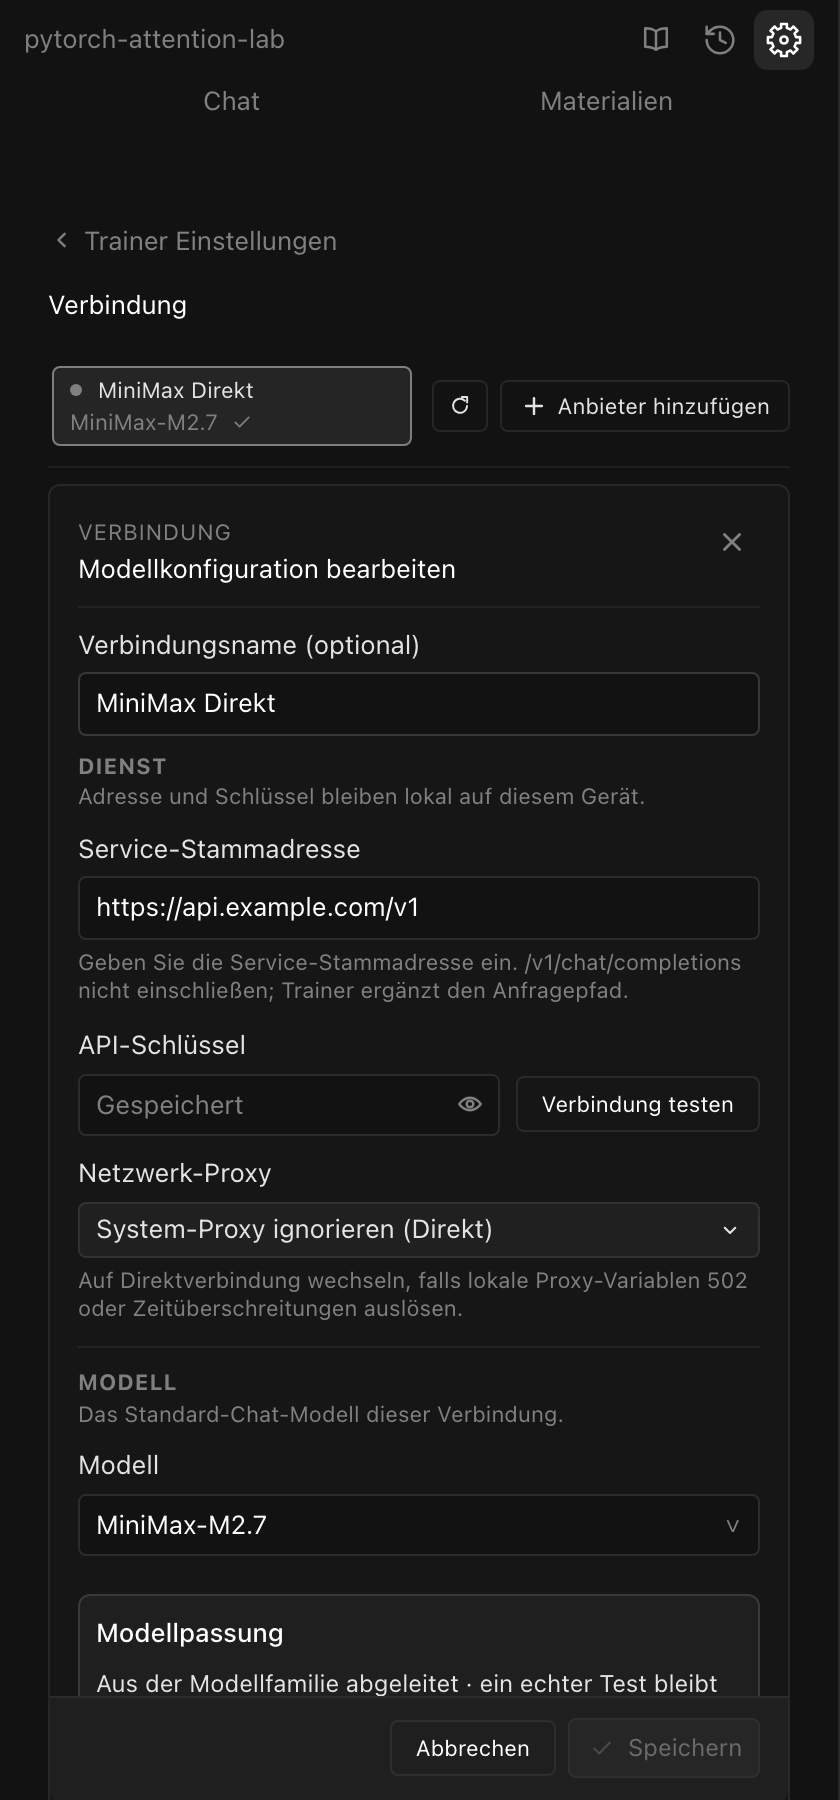 pytorch-attention-lab
Chat
Materialien
Trainer Einstellungen
Verbindung
MiniMax Direkt
MiniMax-M2.7
Anbieter hinzufügen
VERBINDUNG
Modellkonfiguration bearbeiten
Verbindungsname (optional)
MiniMax Direkt
DIENST
Adresse und Schlüssel bleiben lokal auf diesem Gerät.
Service-Stammadresse
https://api.example.com/v1
Geben Sie die Service-Stammadresse ein. /v1/chat/completions
nicht einschließen; Trainer ergänzt den Anfragepfad.
API-Schlüssel
Gespeichert
Verbindung testen
Netzwerk-Proxy
System-Proxy ignorieren (Direkt)
Auf Direktverbindung wechseln, falls lokale Proxy-Variablen 502
oder Zeitüberschreitungen auslösen.
MODELL
Das Standard-Chat-Modell dieser Verbindung.
Modell
MiniMax-M2.7
Modellpassung
Aus der Modellfamilie abgeleitet · ein echter Test bleibt
Abbrechen
Speichern